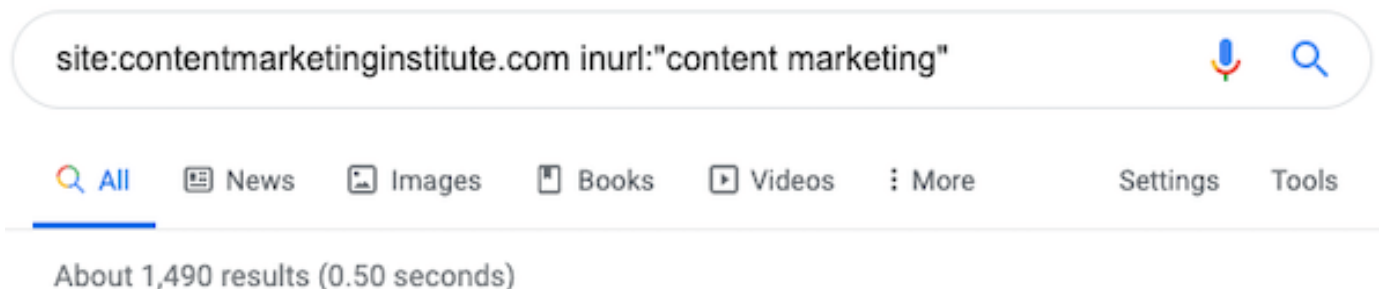 site:contentmarketinginstitute.com inurl:"content marketing"
All News Images Books Videos More Settings Tools
About 1,490 results (0.50 seconds)